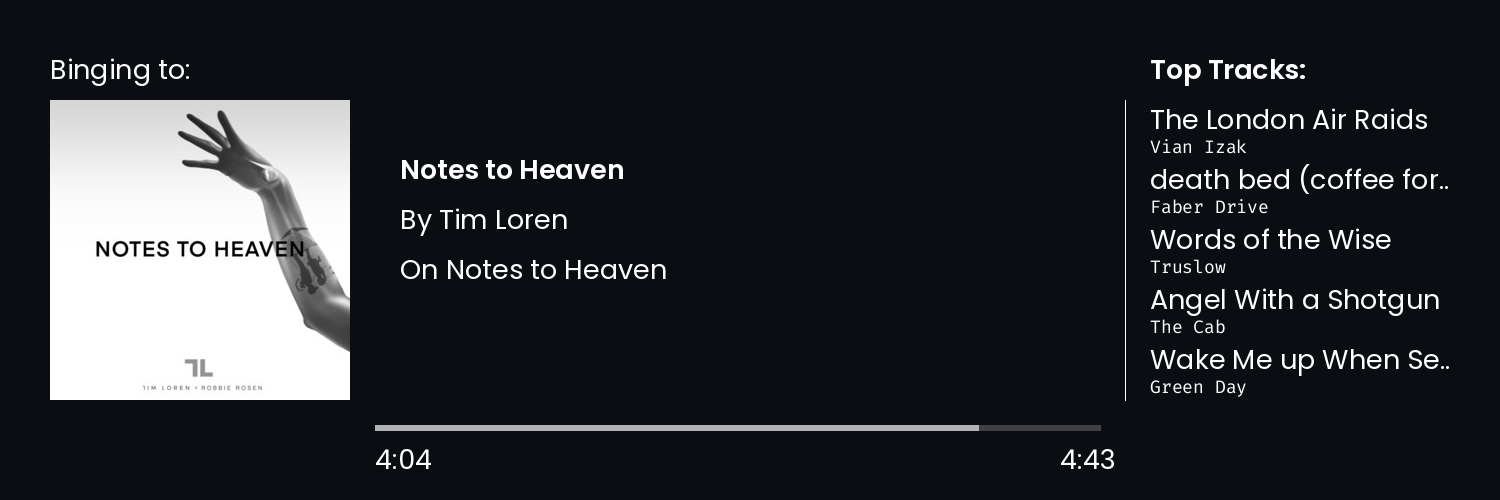 Binging to:
NOTES TO HEAVEN
TL
TIM LOREN × ROBBIE ROSEN
Notes to Heaven
By Tim Loren
On Notes to Heaven
4:04
4:43
Top Tracks:
The London Air Raids
Vian Izak
death bed (coffee for..
Faber Drive
Words of the Wise
Truslow
Angel With a Shotgun
The Cab
Wake Me up When Se..
Green Day